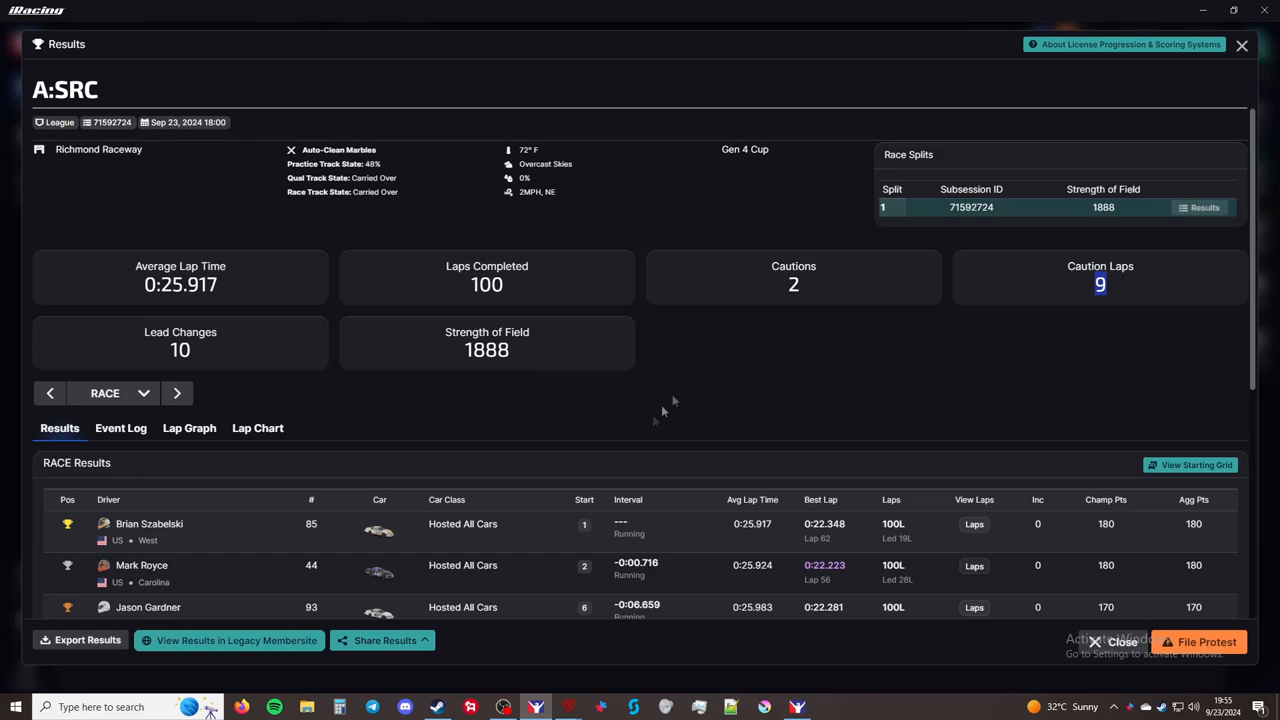 iRacing
Results
About License Progression & Scoring Systems
A:SRC
League
71592724
Sep 23, 2024 18:00
Richmond Raceway
Auto-Clean Marbles
Practice Track State: 48%
Qual Track State: Carried Over
Race Track State: Carried Over
72° F
Overcast Skies
0%
2MPH, NE
Gen 4 Cup
Race Splits
Split Subsession ID Strength of Field
1 71592724 1888 Results
Average Lap Time
0:25.917
Laps Completed
100
Cautions
2
Caution Laps
9
Lead Changes
10
Strength of Field
1888
RACE
Results Event Log Lap Graph Lap Chart
RACE Results
View Starting Grid
Pos Driver # Car Car Class Start Interval Avg Lap Time Best Lap Laps View Laps Inc Champ Pts Agg Pts
Brian Szabelski 85 Hosted All Cars 1 --- 0:25.917 0:22.348 100L Laps 0 180 180
US • West Running Lap 62 Led 19L
Mark Royce 44 Hosted All Cars 2 -0:00.716 0:25.924 0:22.223 100L Laps 0 180 180
US • Carolina Running Lap 56 Led 28L
Jason Gardner 93 Hosted All Cars 6 -0:06.659 0:25.983 0:22.281 100L Laps 0 170 170
Running
Export Results
View Results in Legacy Membersite
Share Results
Close
File Protest
Go to Settings to activate Windows.
Type here to search
32°C Sunny
19:55
9/23/2024